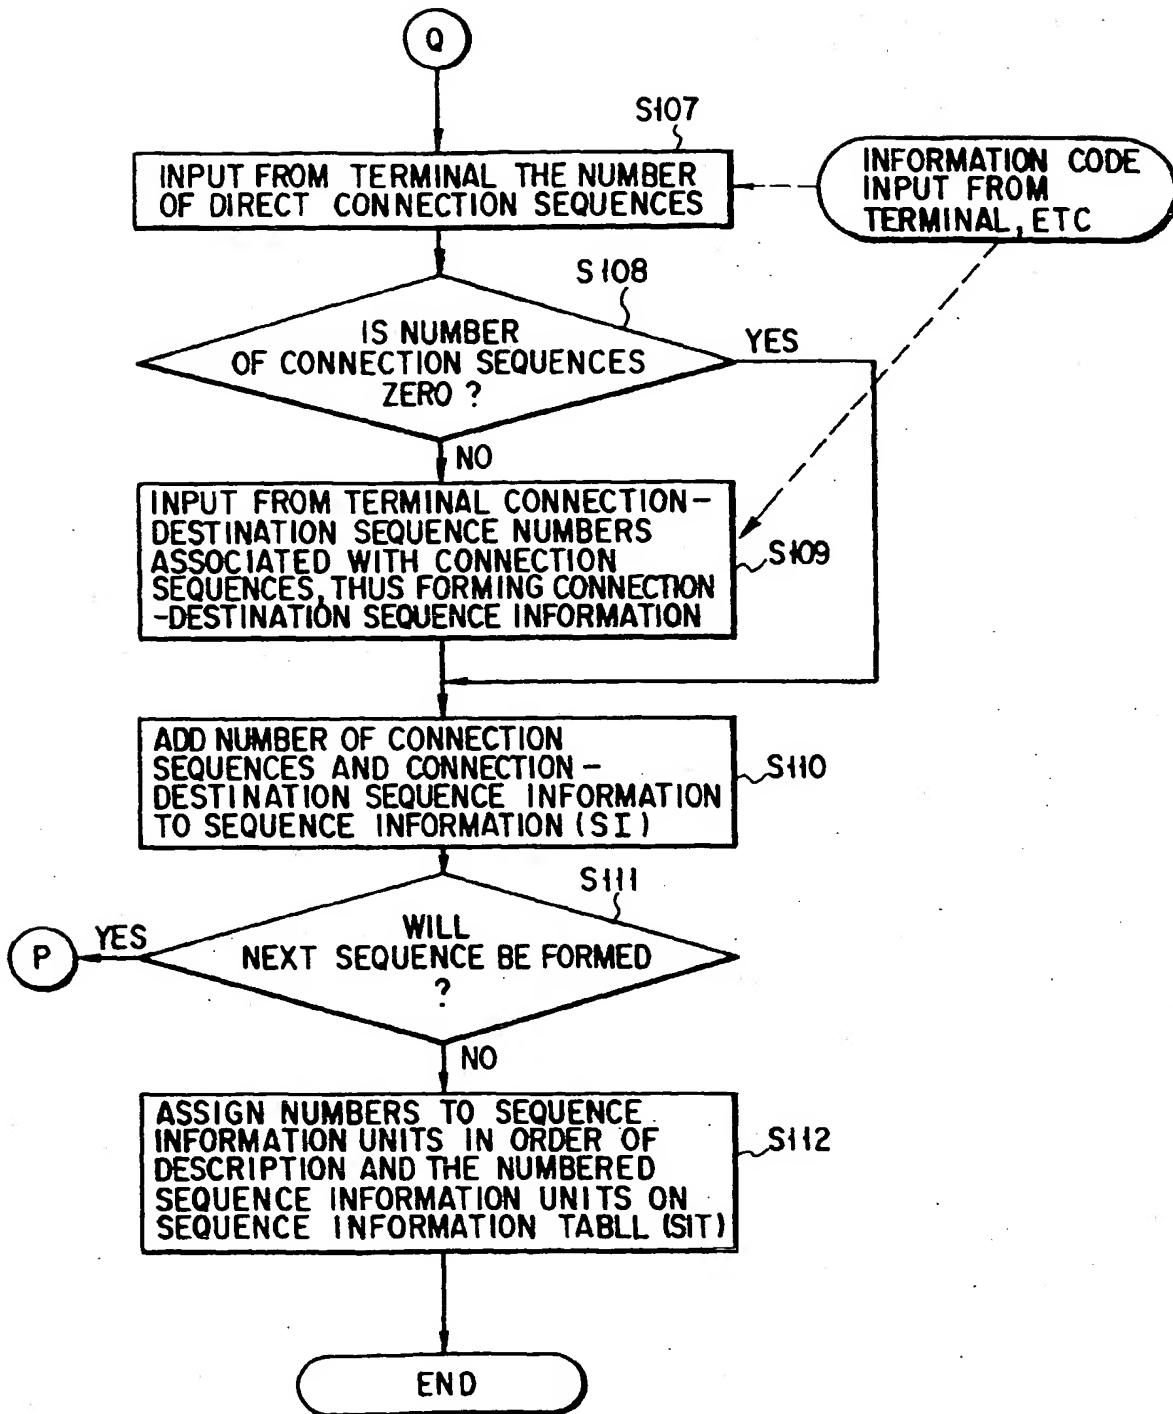 Q
S107
INPUT FROM TERMINAL THE NUMBER
OF DIRECT CONNECTION SEQUENCES
INFORMATION CODE
INPUT FROM
TERMINAL, ETC
S108
IS NUMBER
OF CONNECTION SEQUENCES
ZERO ?
YES
NO
INPUT FROM TERMINAL CONNECTION-
DESTINATION SEQUENCE NUMBERS
ASSOCIATED WITH CONNECTION
SEQUENCES, THUS FORMING CONNECTION
-DESTINATION SEQUENCE INFORMATION
S109
ADD NUMBER OF CONNECTION
SEQUENCES AND CONNECTION-
DESTINATION SEQUENCE INFORMATION
TO SEQUENCE INFORMATION (SI)
S110
S111
WILL
NEXT SEQUENCE BE FORMED
?
YES
P
NO
ASSIGN NUMBERS TO SEQUENCE
INFORMATION UNITS IN ORDER OF
DESCRIPTION AND THE NUMBERED
SEQUENCE INFORMATION UNITS ON
SEQUENCE INFORMATION TABLL (SIT)
S112
END